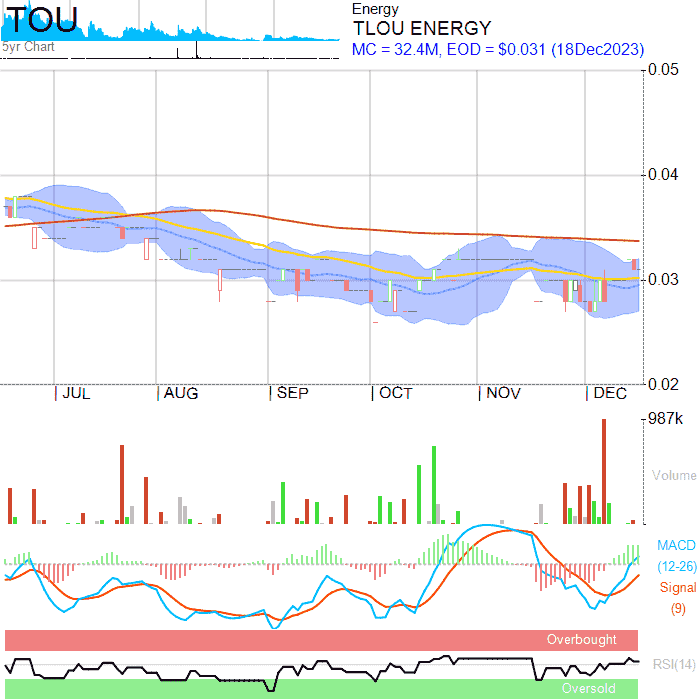 TOU
5yr Chart
Energy
TLOU ENERGY
MC = 32.4M, EOD = $0.031 (18Dec2023)
0.05
0.04
0.03
0.02
JUL AUG SEP OCT NOV DEC
987k
Volume
MACD
(12-26)
Signal
(9)
Overbought
RSI(14)
Oversold